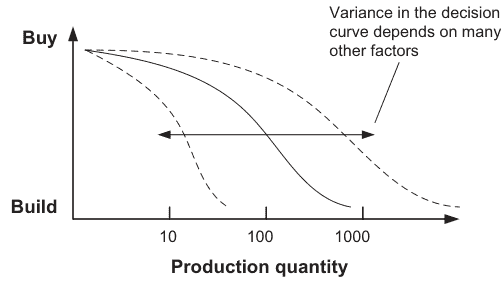 Variance in the decision
curve depends on many
other factors
Buy
Build
10 100 1000
Production quantity